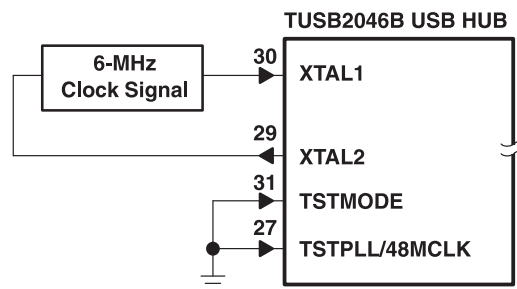 TUSB2046B USB HUB
6-MHz
Clock Signal
30
XTAL1
29
XTAL2
31
TSTMODE
27
TSTPLL/48MCLK